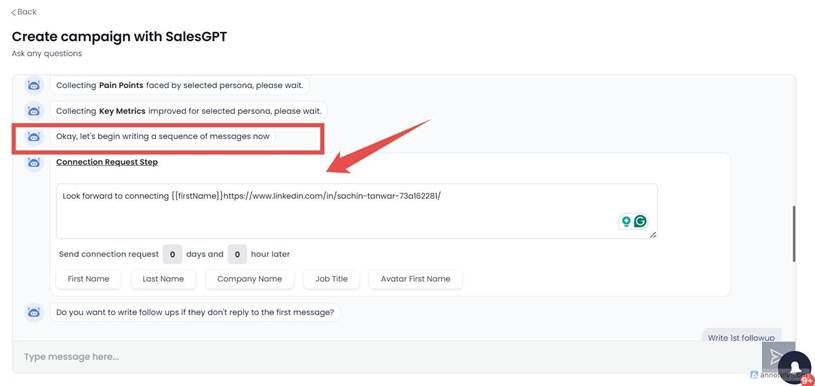 Back
Create campaign with SalesGPT
Ask any questions
Collecting Pain Points faced by selected persona, please wait.
Collecting Key Metrics improved for selected persona, please wait.
Okay, let's begin writing a sequence of messages now
Connection Request Step
Look forward to connecting {{firstName}}https://www.linkedin.com/in/sachin-tanwar-73a162281/
Send connection request 0 days and 0 hour later
First Name Last Name Company Name Job Title Avatar First Name
Do you want to write follow ups if they don't reply to the first message?
Write 1st followup
Type message here...
9+